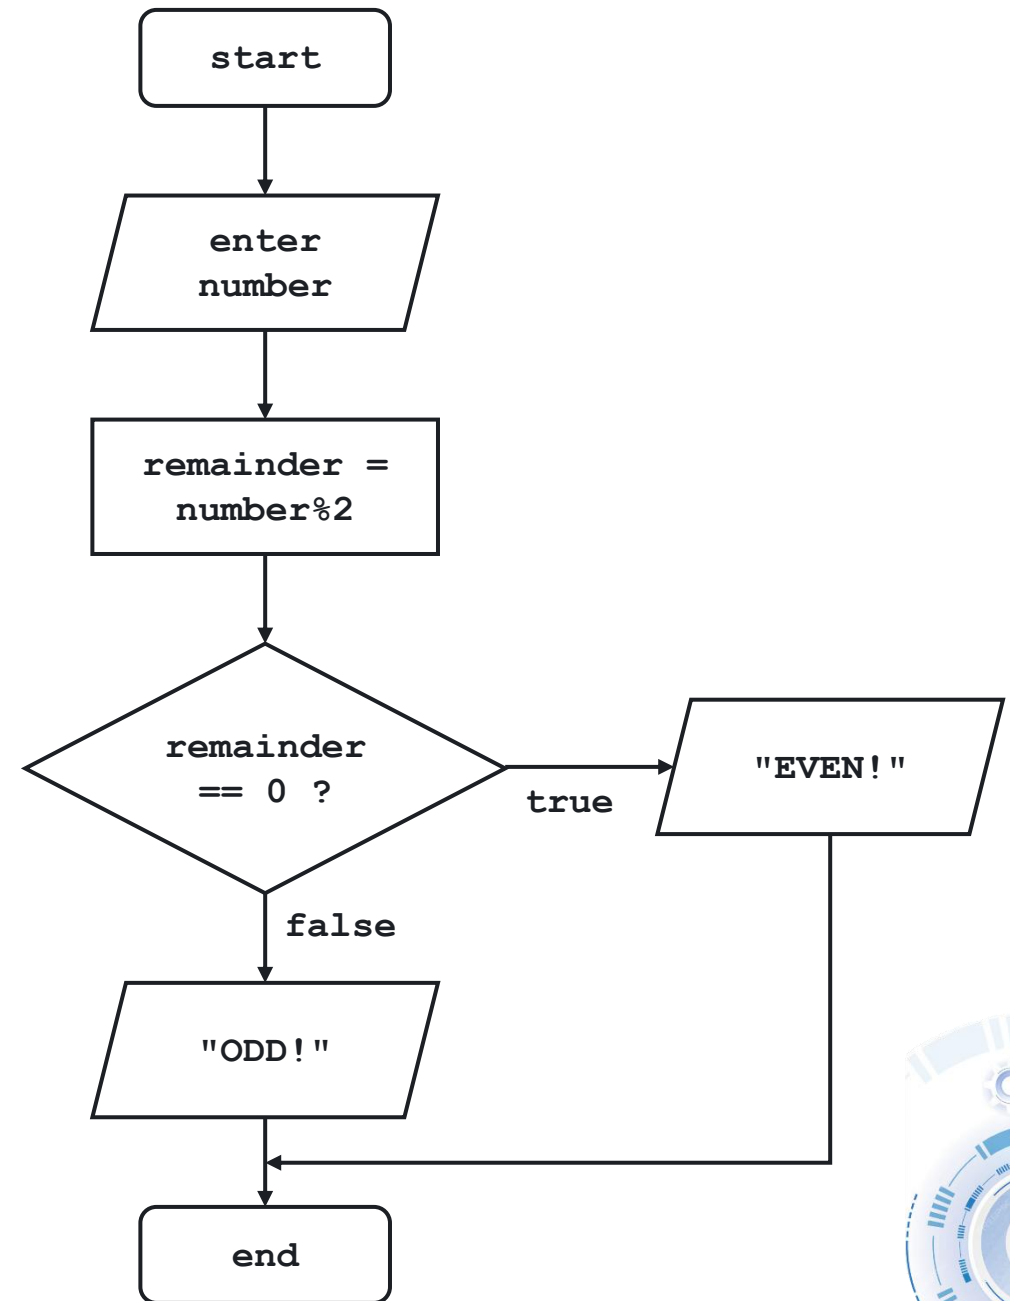 start
enter
number
remainder =
number%2
remainder
== 0 ?
true
"EVEN!"
false
"ODD!"
end